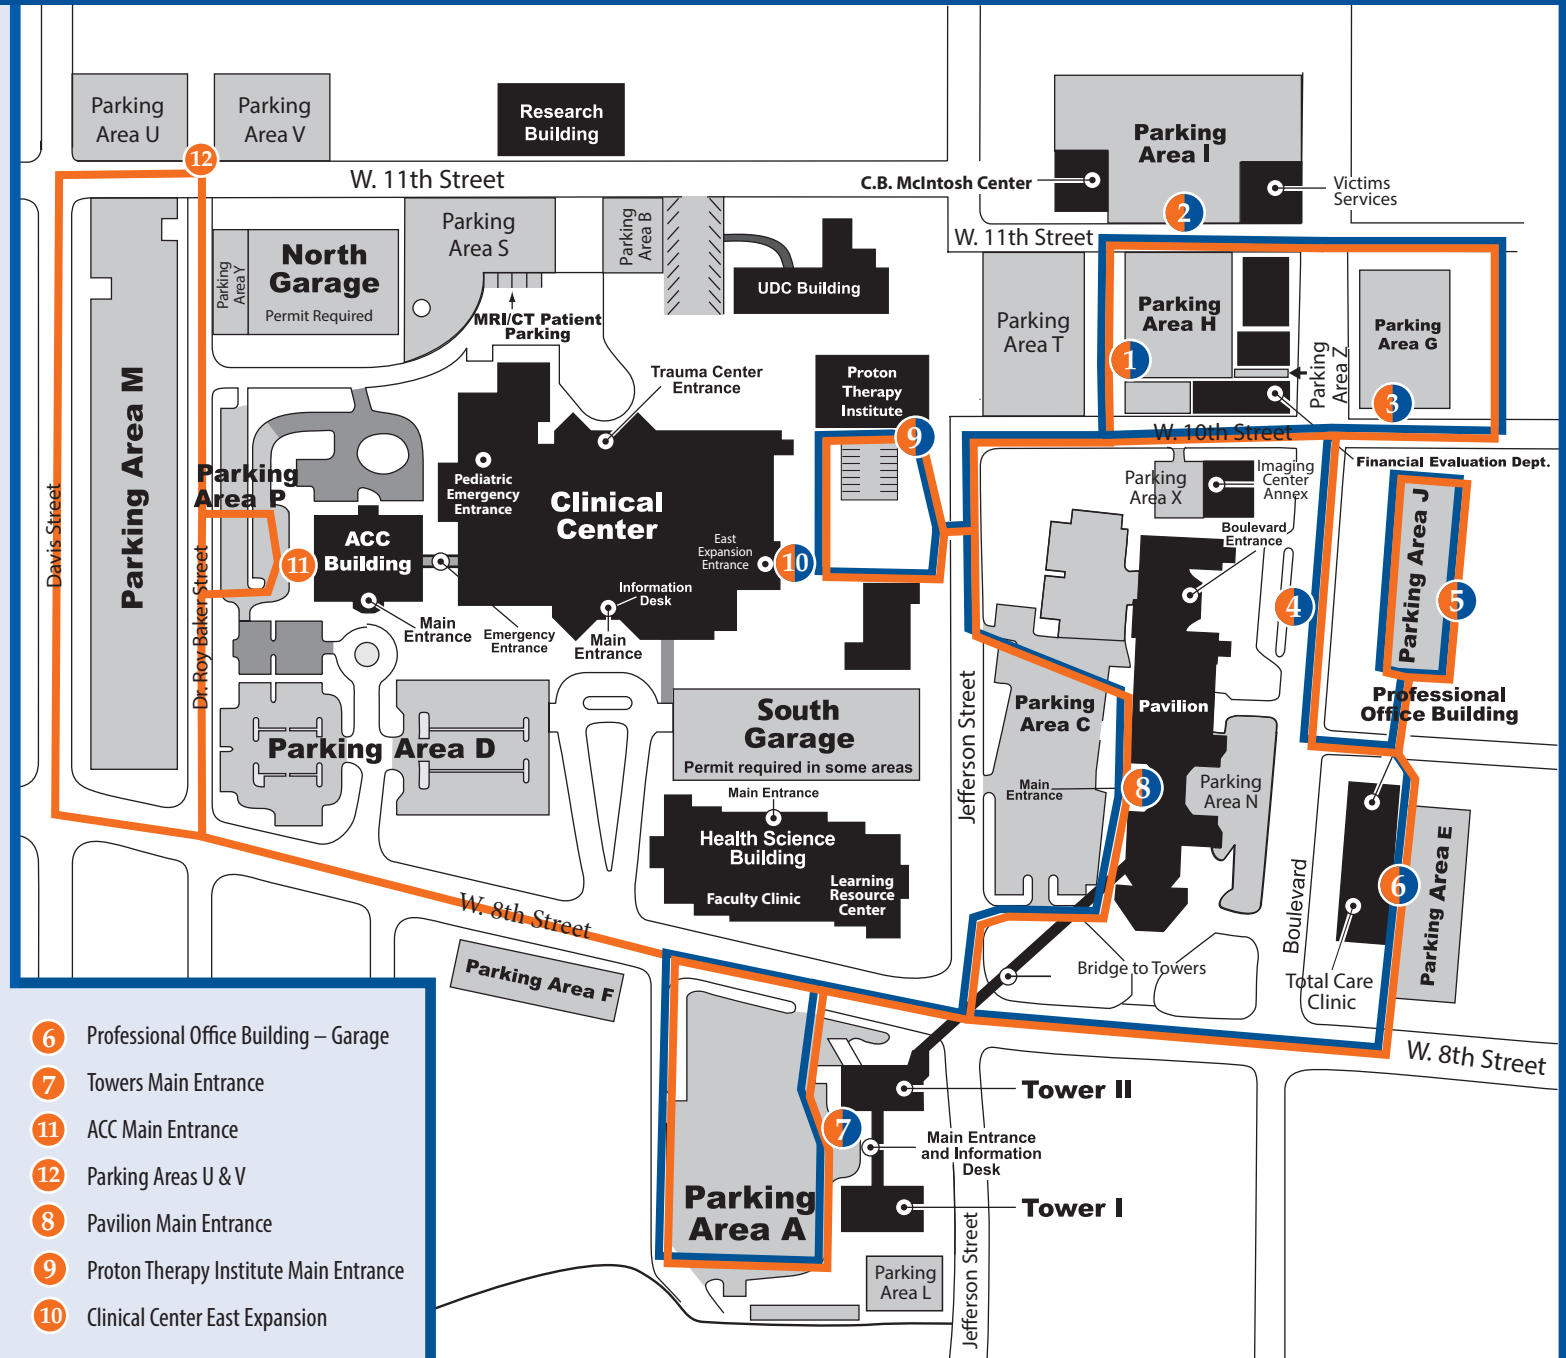 Parking
Area U
Parking
Area V
12
Research
Building
W. 11th Street
Parking
Area I
C.B. McIntosh Center
Victims
Services
2
W. 11th Street
Parking
Area Y
North
Garage
Permit Required
Parking
Area S
Parking
Area B
UDC Building
MRI/CT Patient
Parking
Parking
Area T
Parking
Area H
1
Parking
Area Z
Parking
Area G
3
Parking Area M
Davis Street
Dr. Roy Baker Street
Trauma Center
Entrance
Proton
Therapy
Institute
9
W. 10th Street
Financial Evaluation Dept.
Parking
Area P
11
ACC
Building
Main
Entrance
Pediatric
Emergency
Entrance
Clinical
Center
East
Expansion
Entrance
10
Information
Desk
Emergency
Entrance
Main
Entrance
Parking
Area X
Imaging
Center
Annex
Boulevard
Entrance
4
Parking Area J
5
Professional
Office Building
Parking Area D
South
Garage
Permit required in some areas
Jefferson Street
Parking
Area C
Main
Entrance
Pavilion
8
Parking
Area N
Main Entrance
Health Science
Building
Faculty Clinic
Learning
Resource
Center
Boulevard
6
Parking Area E
Total Care
Clinic
W. 8th Street
Parking Area F
Bridge to Towers
W. 8th Street
Tower II
7
Main Entrance
and Information
Desk
Tower I
Parking
Area A
Parking
Area L
Jefferson Street
6 Professional Office Building – Garage
7 Towers Main Entrance
11 ACC Main Entrance
12 Parking Areas U & V
8 Pavilion Main Entrance
9 Proton Therapy Institute Main Entrance
10 Clinical Center East Expansion